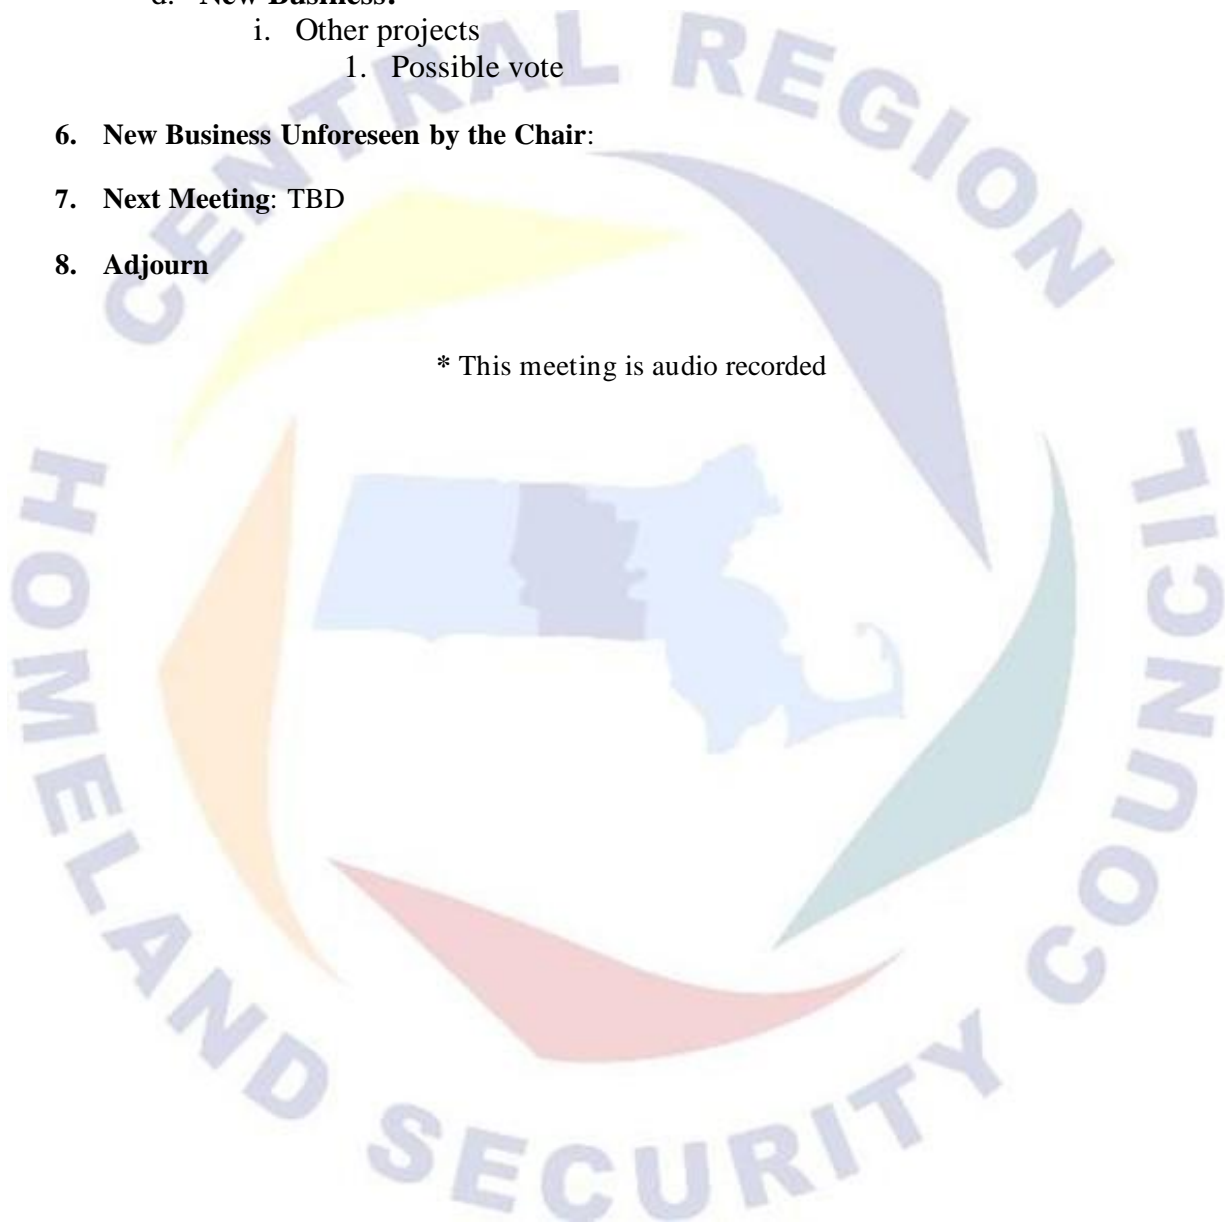 d. New Business:
i. Other projects
1. Possible vote
6. New Business Unforeseen by the Chair:
7. Next Meeting: TBD
8. Adjourn
* This meeting is audio recorded
CENTRAL REGION
HOMELAND SECURITY COUNCIL